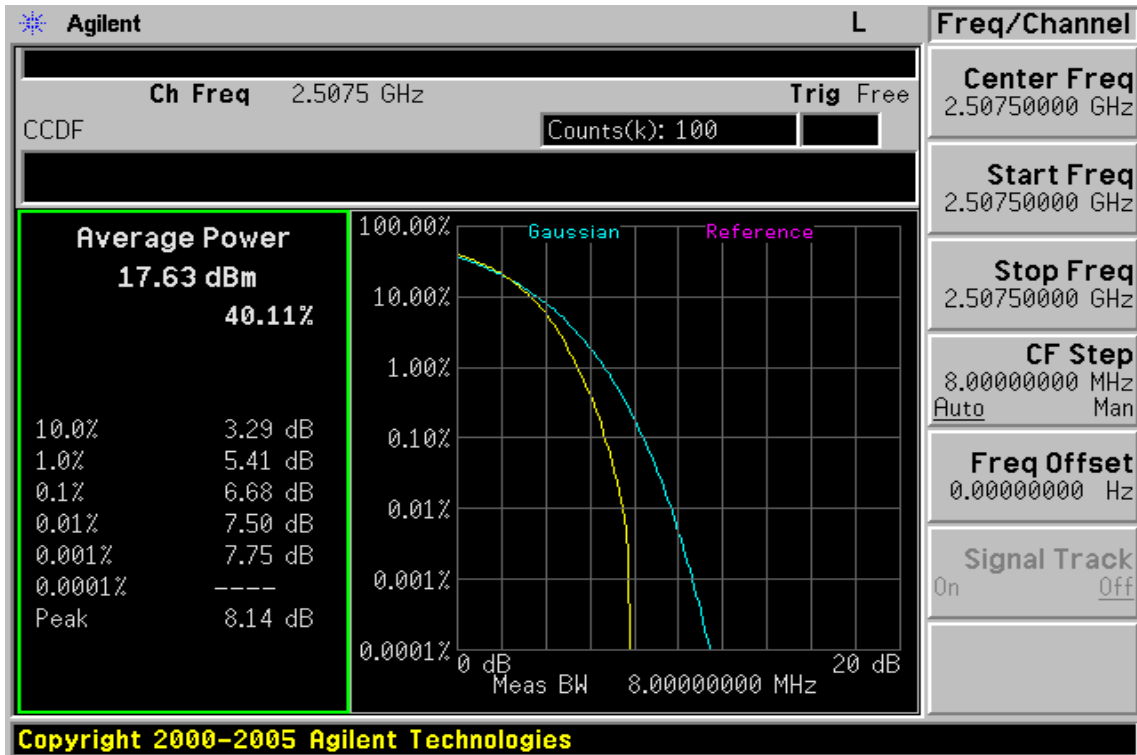 Agilent L
Ch Freq 2.5075 GHz Trig Free
CCDF Counts(k): 100
Average Power
17.63 dBm
40.11%
10.0% 3.29 dB
1.0% 5.41 dB
0.1% 6.68 dB
0.01% 7.50 dB
0.001% 7.75 dB
0.0001% ----
Peak 8.14 dB
Gaussian Reference
100.00%
10.00%
1.00%
0.10%
0.01%
0.001%
0.0001%
0 dB 20 dB
Meas BW 8.00000000 MHz
Freq/Channel
Center Freq
2.50750000 GHz
Start Freq
2.50750000 GHz
Stop Freq
2.50750000 GHz
CF Step
8.00000000 MHz
Auto Man
Freq Offset
0.00000000 Hz
Signal Track
On Off
Copyright 2000-2005 Agilent Technologies